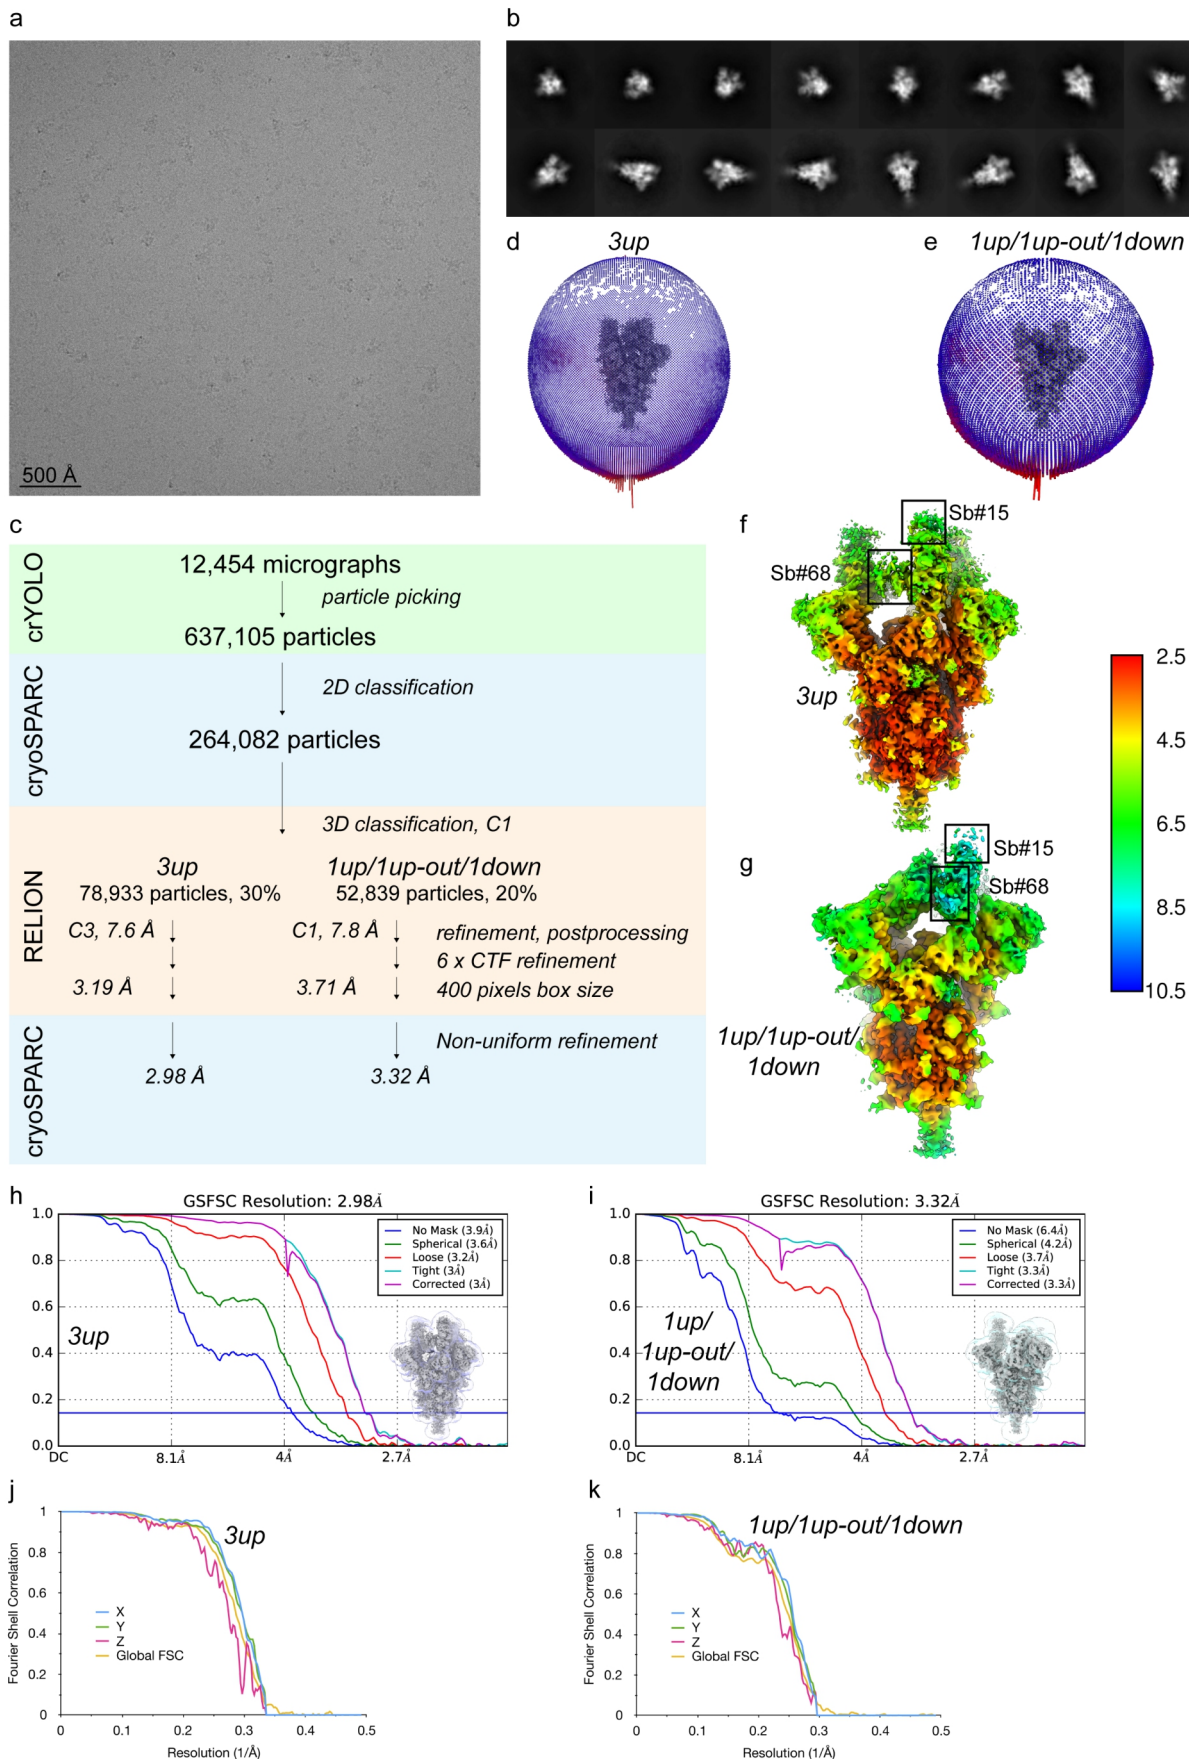 a
500 Å
b
d
3up
e
1up/1up-out/1down
c
crYOLO
12,454 micrographs
particle picking
637,105 particles
cryoSPARC
2D classification
264,082 particles
RELION
3D classification, C1
3up
1up/1up-out/1down
78,933 particles, 30%
52,839 particles, 20%
C3, 7.6 Å
C1, 7.8 Å
refinement, postprocessing
6 x CTF refinement
3.19 Å
3.71 Å
400 pixels box size
cryoSPARC
Non-uniform refinement
2.98 Å
3.32 Å
f
Sb#15
Sb#68
3up
g
Sb#15
Sb#68
1up/1up-out/
1down
2.5
4.5
6.5
8.5
10.5
h
GSFSC Resolution: 2.98Å
1.0
0.8
0.6
0.4
0.2
0.0
No Mask (3.9Å)
Spherical (3.6Å)
Loose (3.2Å)
Tight (3Å)
Corrected (3Å)
3up
DC
8.1Å
4Å
2.7Å
i
GSFSC Resolution: 3.32Å
1.0
0.8
0.6
0.4
0.2
0.0
No Mask (6.4Å)
Spherical (4.2Å)
Loose (3.7Å)
Tight (3.3Å)
Corrected (3.3Å)
1up/
1up-out/
1down
DC
8.1Å
4Å
2.7Å
j
Fourier Shell Correlation
1
0.8
0.6
0.4
0.2
0
3up
X
Y
Z
Global FSC
0
0.1
0.2
0.3
0.4
0.5
Resolution (1/Å)
k
Fourier Shell Correlation
1
0.8
0.6
0.4
0.2
0
1up/1up-out/1down
X
Y
Z
Global FSC
0
0.1
0.2
0.3
0.4
0.5
Resolution (1/Å)